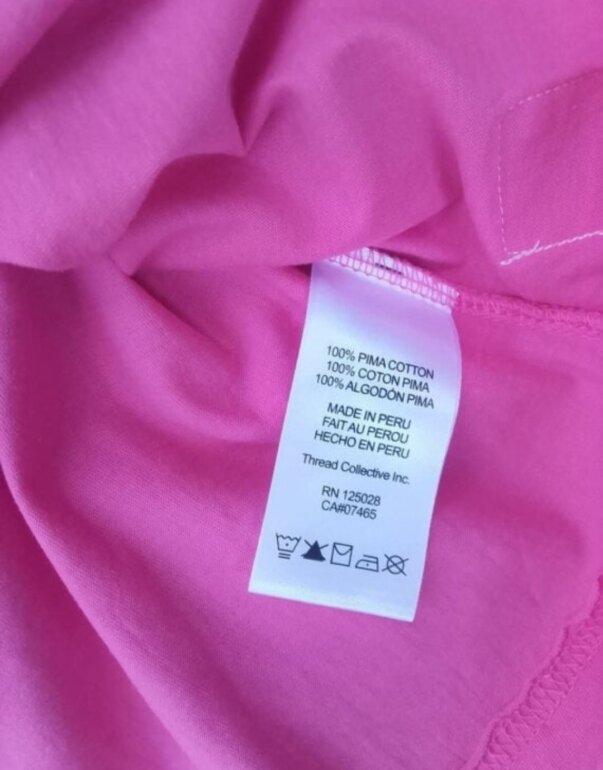 100% PIMA COTTON
100% COTON PIMA
100% ALGODÓN PIMA
MADE IN PERU
FAIT AU PEROU
HECHO EN PERU
Thread Collective Inc.
RN 125028
CA#07465